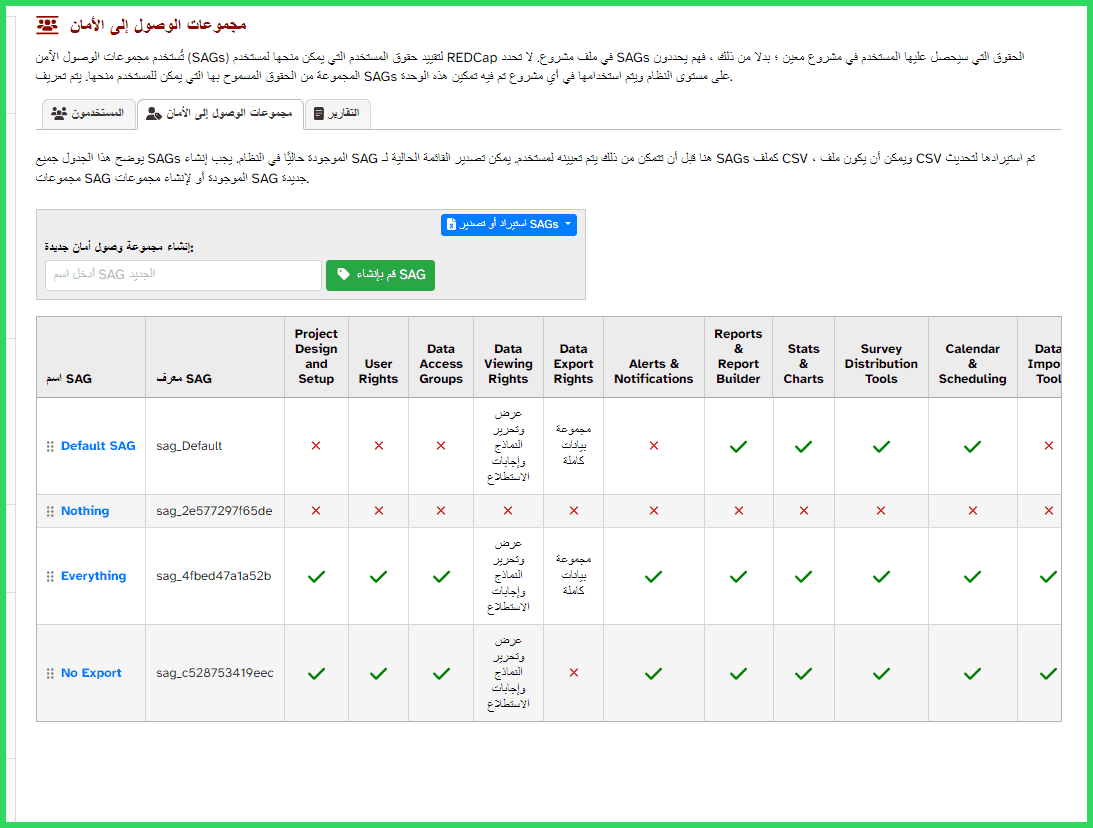 مجموعات الوصول إلى الأمان
تُستخدم مجموعات الوصول الآمن (SAGs) لتقييد حقوق المستخدم التي يمكن منحها لمستخدم REDCap في ملف مشروع. لا تحدد SAGs الحقوق التي سيحصل عليها المستخدم في مشروع معين ؛ بدلا من ذلك ، فهم يحددون
المجموعة من الحقوق المسموح بها التي يمكن للمستخدم منحها. يتم تعريف SAGs على مستوى النظام ويتم استخدامها في أي مشروع تم فيه تمكين هذه الوحدة.
المستخدمون
مجموعات الوصول إلى الأمان
التقارير
يوضح هذا الجدول جميع SAGs الموجودة حاليًا في النظام. يجب إنشاء SAG هنا قبل أن تتمكن من ذلك يتم تعيينه لمستخدم. يمكن تصدير القائمة الحالية لـ SAGs كملف CSV ، ويمكن أن يكون ملف CSV تم استيرادها لتحديث
مجموعات SAG الموجودة أو لإنشاء مجموعات SAG جديدة.
استيراد أو تصدير SAGs
إنشاء مجموعة وصول أمان جديدة:
أدخل اسم SAG الجديد
قم بإنشاء SAG
اسم SAG
معرف SAG
Project
Design
and
Setup
User
Rights
Data
Access
Groups
Data
Viewing
Rights
Data
Export
Rights
Alerts &
Notifications
Reports
&
Report
Builder
Stats
&
Charts
Survey
Distribution
Tools
Calendar
&
Scheduling
Data
Impo
Tool
Default SAG
sag_Default
عرض
وتحرير
النماذج
وإجابات
الاستطلاع
مجموعة
بيانات
كاملة
Nothing
sag_2e577297f65de
Everything
sag_4fbed47a1a52b
عرض
وتحرير
النماذج
وإجابات
الاستطلاع
مجموعة
بيانات
كاملة
No Export
sag_c528753419eec
عرض
وتحرير
النماذج
وإجابات
الاستطلاع